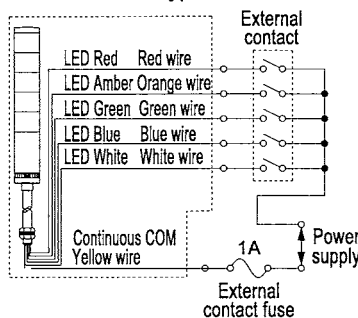 External
contact
LED Red Red wire
LED Amber Orange wire
LED Green Green wire
LED Blue Blue wire
LED White White wire
Continuous COM
Yellow wire
1A
Power
supply
External
contact fuse